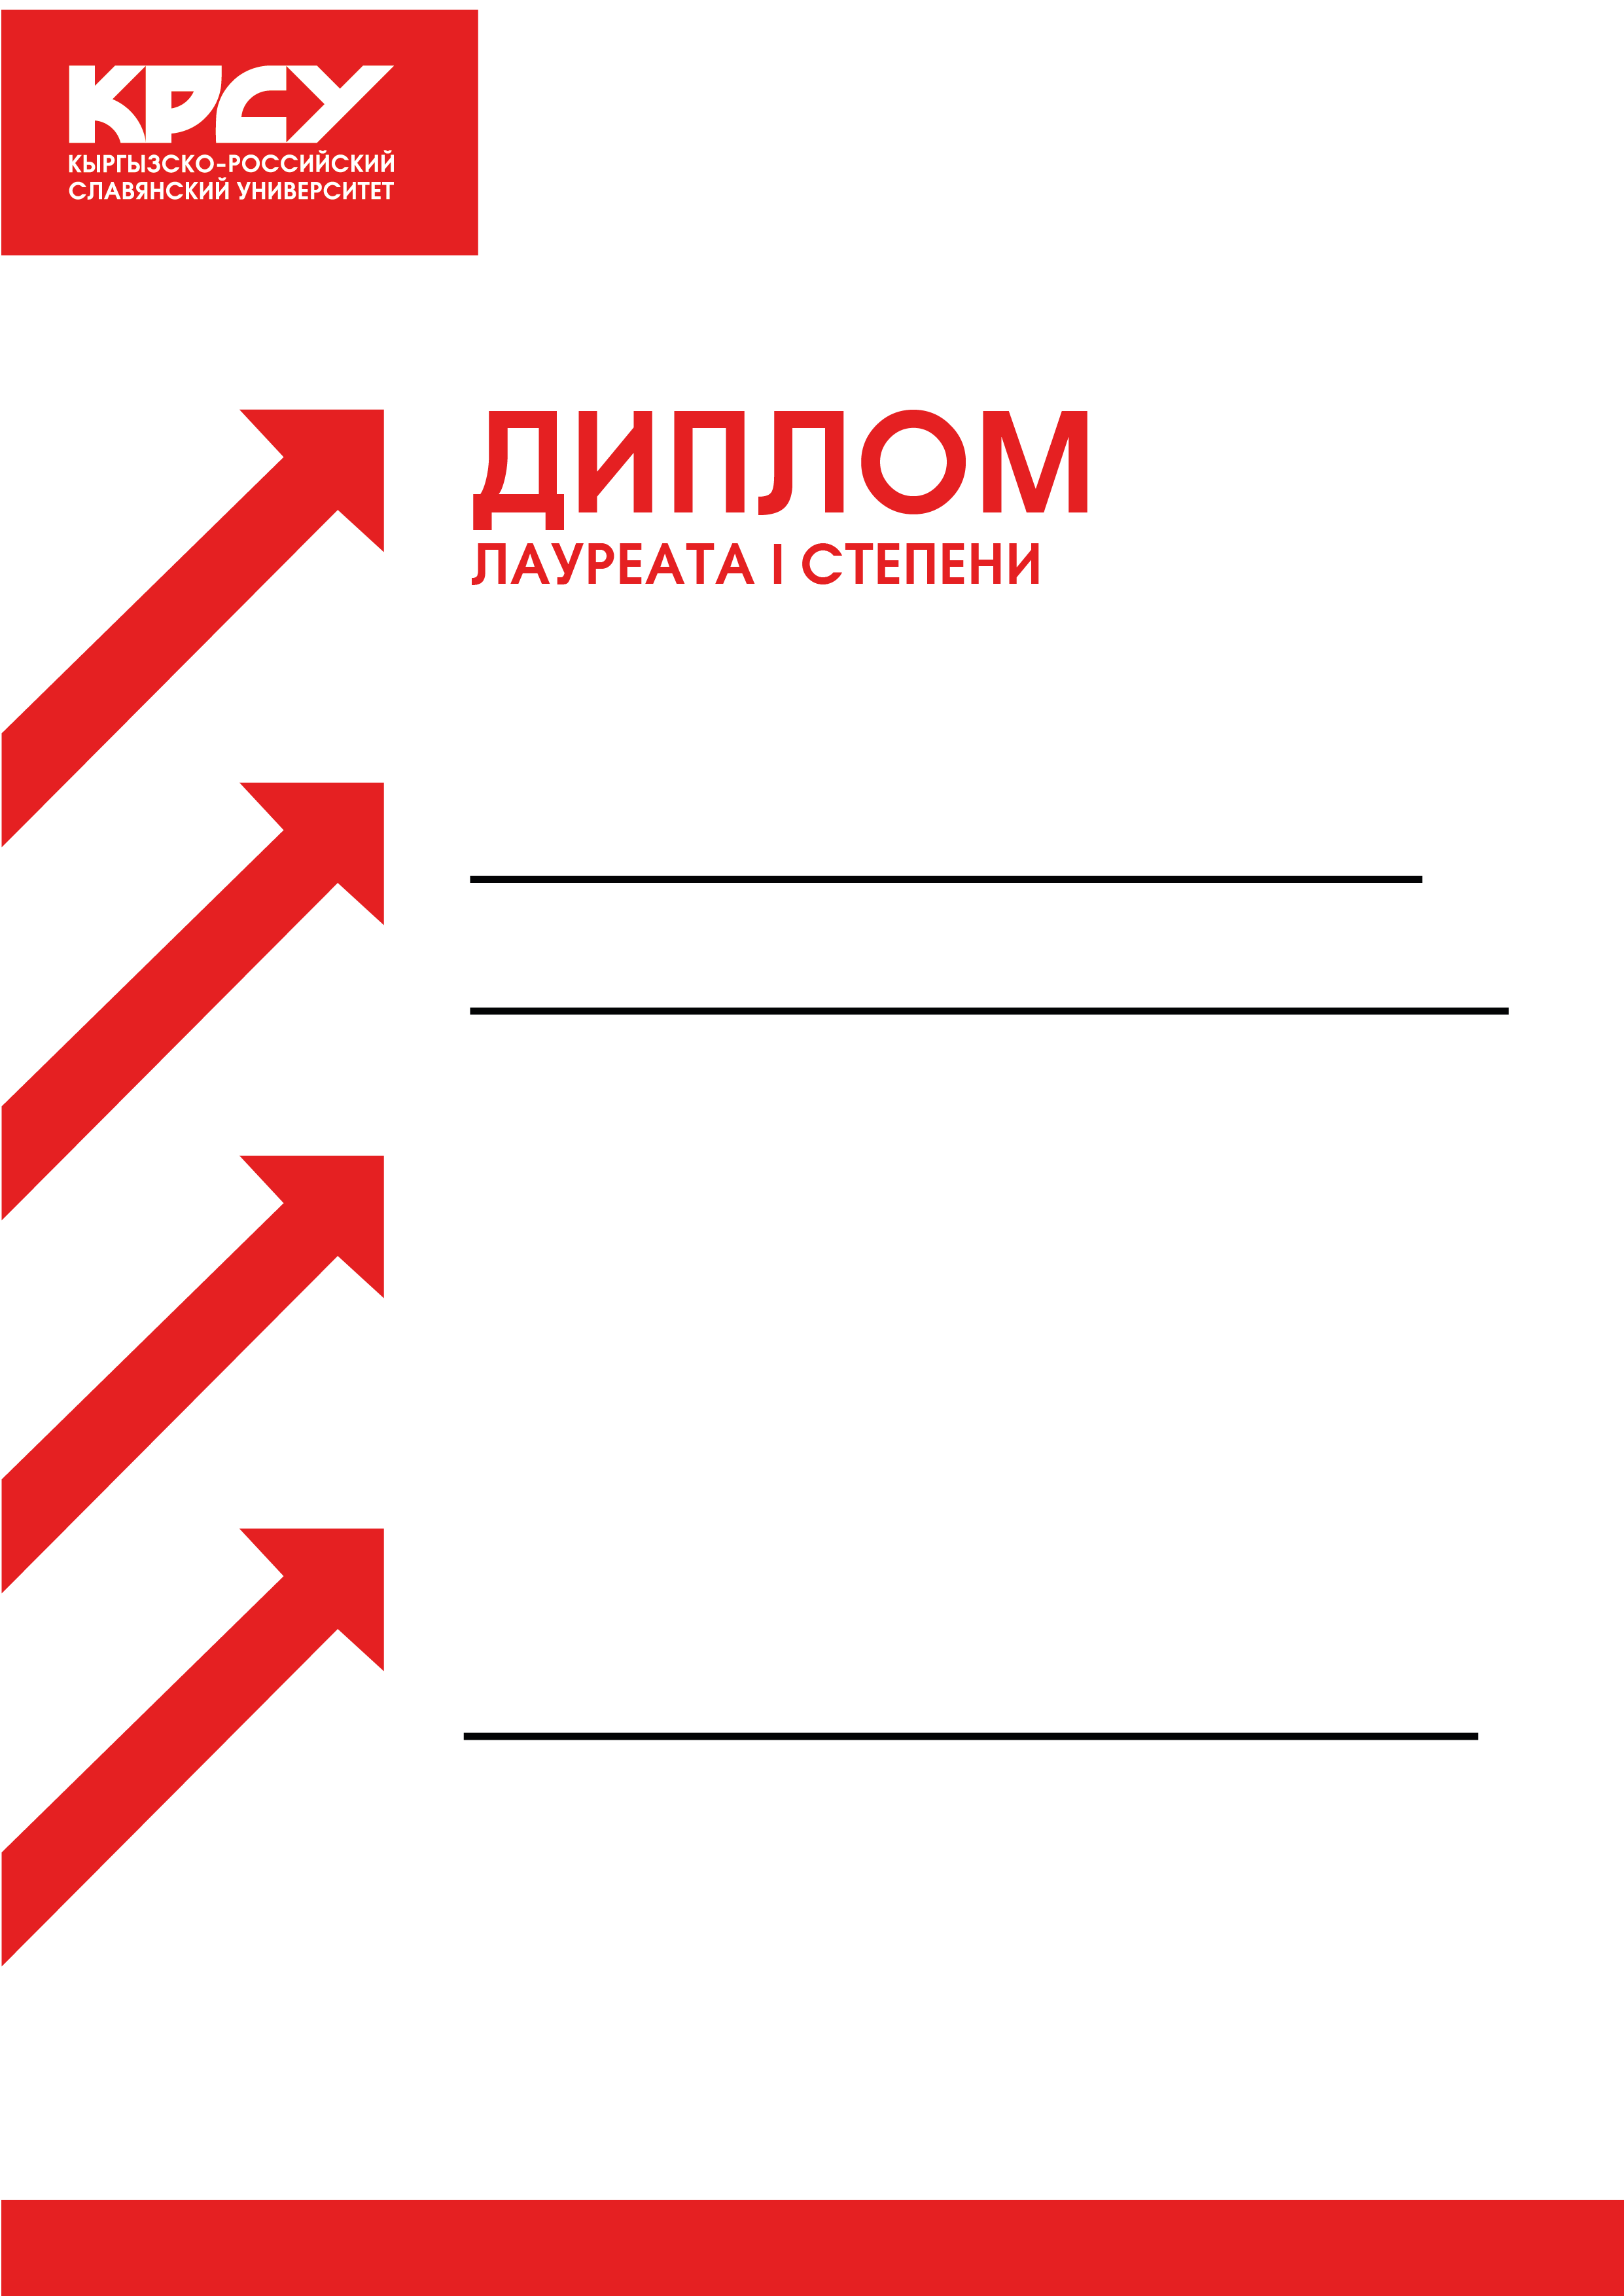 КРСУ
КЫРГЫЗСКО-РОССИЙСКИЙ
СЛАВЯНСКИЙ УНИВЕРСИТЕТ
ДИПЛОМ
ЛАУРЕАТА I СТЕПЕНИ